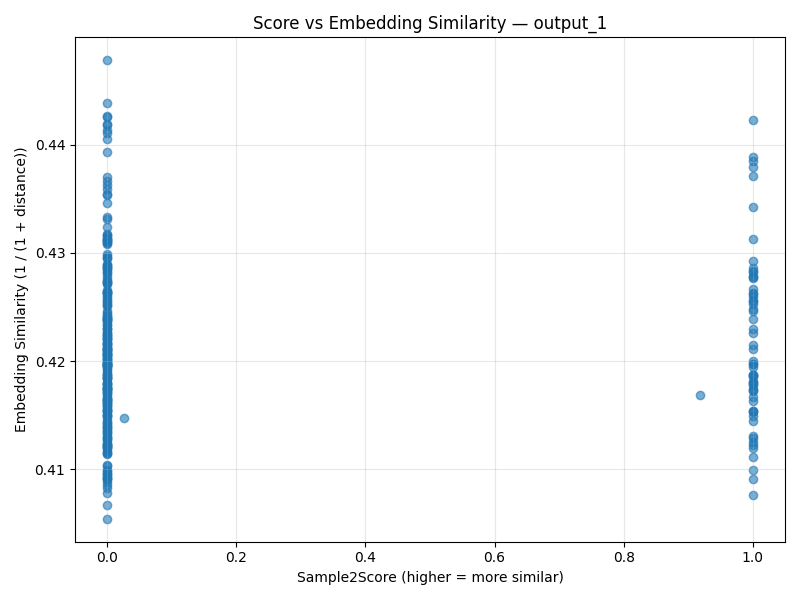 Score vs Embedding Similarity — output_1
Embedding Similarity (1 / (1 + distance))
0.44
0.43
0.42
0.41
0.0 0.2 0.4 0.6 0.8 1.0
Sample2Score (higher = more similar)